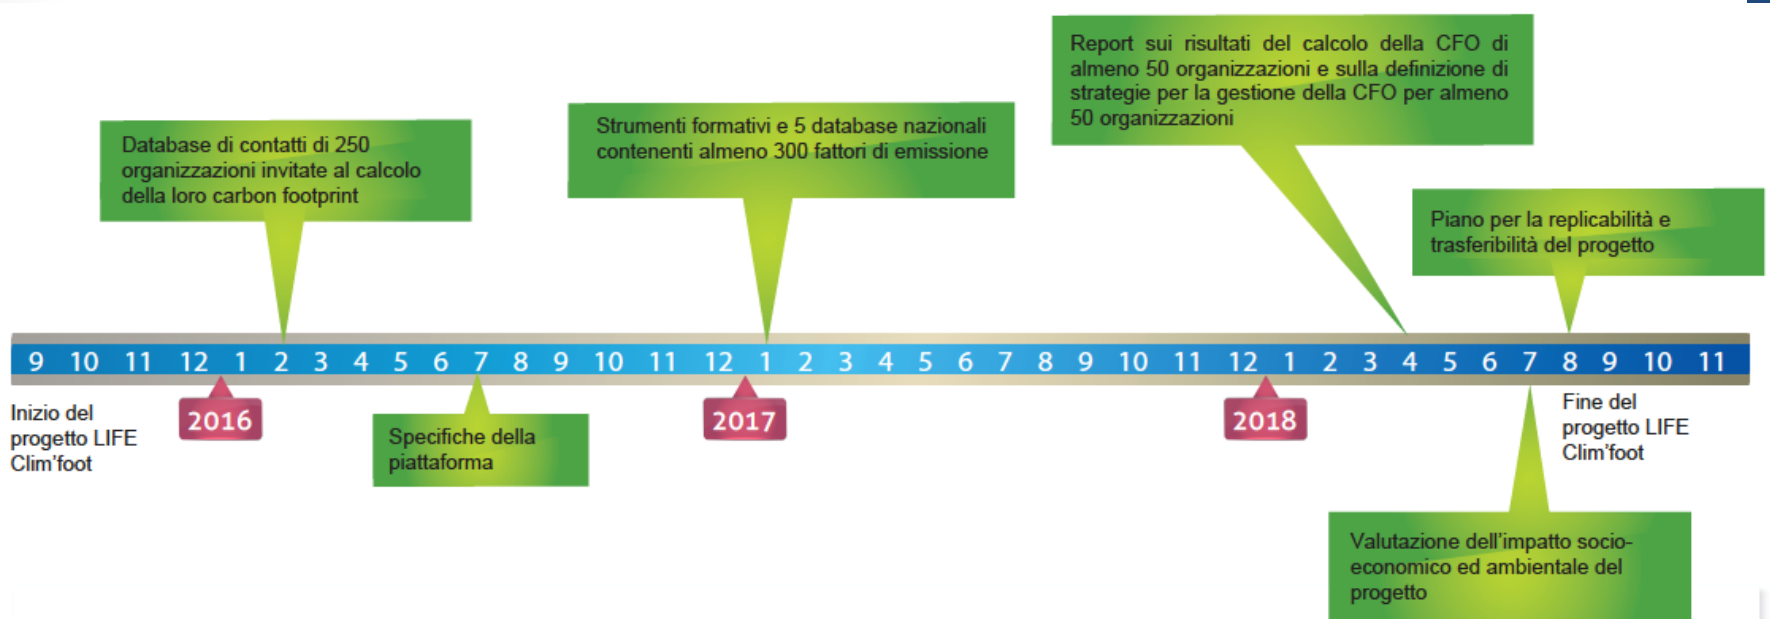 Report sui risultati del calcolo della CFO di
almeno 50 organizzazioni e sulla definizione di
strategie per la gestione della CFO per almeno
50 organizzazioni
Strumenti formativi e 5 database nazionali
contenenti almeno 300 fattori di emissione
Database di contatti di 250
organizzazioni invitate al calcolo
della loro carbon footprint
Piano per la replicabilità e
trasferibilità del progetto
9 10 11 12 1 2 3 4 5 6 7 8 9 10 11 12 1 2 3 4 5 6 7 8 9 10 11 12 1 2 3 4 5 6 7 8 9 10 11
Inizio del
progetto LIFE
Clim'foot
2016
Specifiche della
piattaforma
2017
2018
Fine del
progetto LIFE
Clim'foot
Valutazione dell'impatto socio-
economico ed ambientale del
progetto